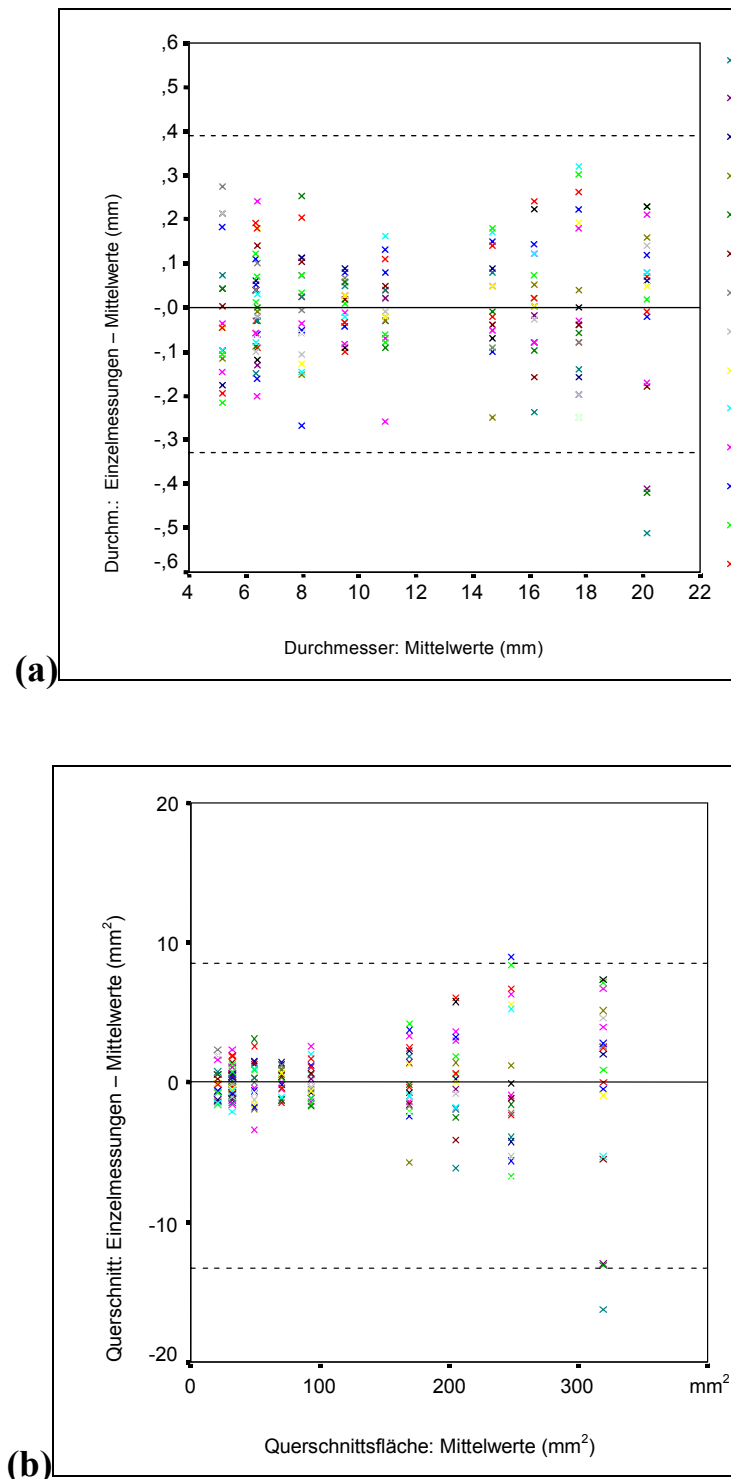 ,6
,5
,4
,3
,2
,1
-,0
-,1
-,2
-,3
-,4
-,5
-,6
Durchm.: Einzelmessungen – Mittelwerte (mm)
4 6 8 10 12 14 16 18 20 22
Durchmesser: Mittelwerte (mm)
(a)
20
10
0
-10
-20
Querschnitt: Einzelmessungen – Mittelwerte (mm²)
0 100 200 300 mm²
Querschnittsfläche: Mittelwerte (mm²)
(b)